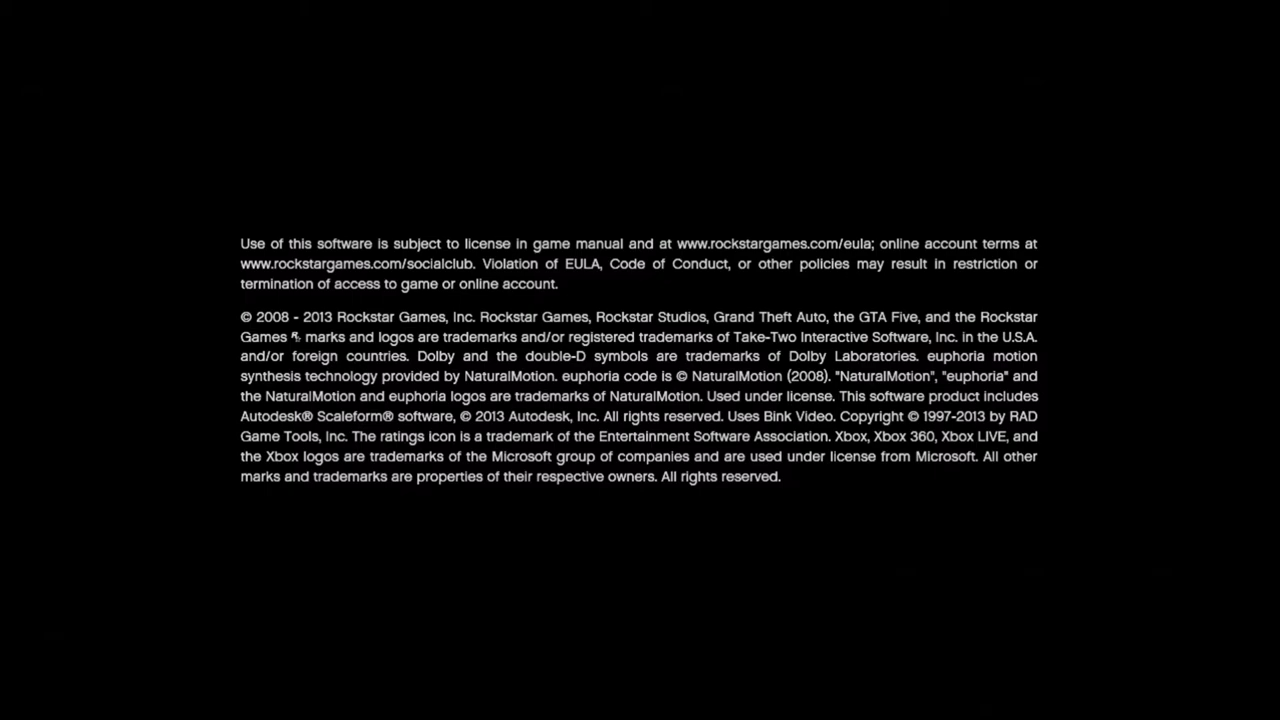 Use of this software is subject to license in game manual and at www.rockstargames.com/eula; online account terms at
www.rockstargames.com/socialclub. Violation of EULA, Code of Conduct, or other policies may result in restriction or
termination of access to game or online account.
© 2008 - 2013 Rockstar Games, Inc. Rockstar Games, Rockstar Studios, Grand Theft Auto, the GTA Five, and the Rockstar
Games R* marks and logos are trademarks and/or registered trademarks of Take-Two Interactive Software, Inc. in the U.S.A.
and/or foreign countries. Dolby and the double-D symbols are trademarks of Dolby Laboratories. euphoria motion
synthesis technology provided by NaturalMotion. euphoria code is © NaturalMotion (2008). "NaturalMotion", "euphoria" and
the NaturalMotion and euphoria logos are trademarks of NaturalMotion. Used under license. This software product includes
Autodesk® Scaleform® software, © 2013 Autodesk, Inc. All rights reserved. Uses Bink Video. Copyright © 1997-2013 by RAD
Game Tools, Inc. The ratings icon is a trademark of the Entertainment Software Association. Xbox, Xbox 360, Xbox LIVE, and
the Xbox logos are trademarks of the Microsoft group of companies and are used under license from Microsoft. All other
marks and trademarks are properties of their respective owners. All rights reserved.